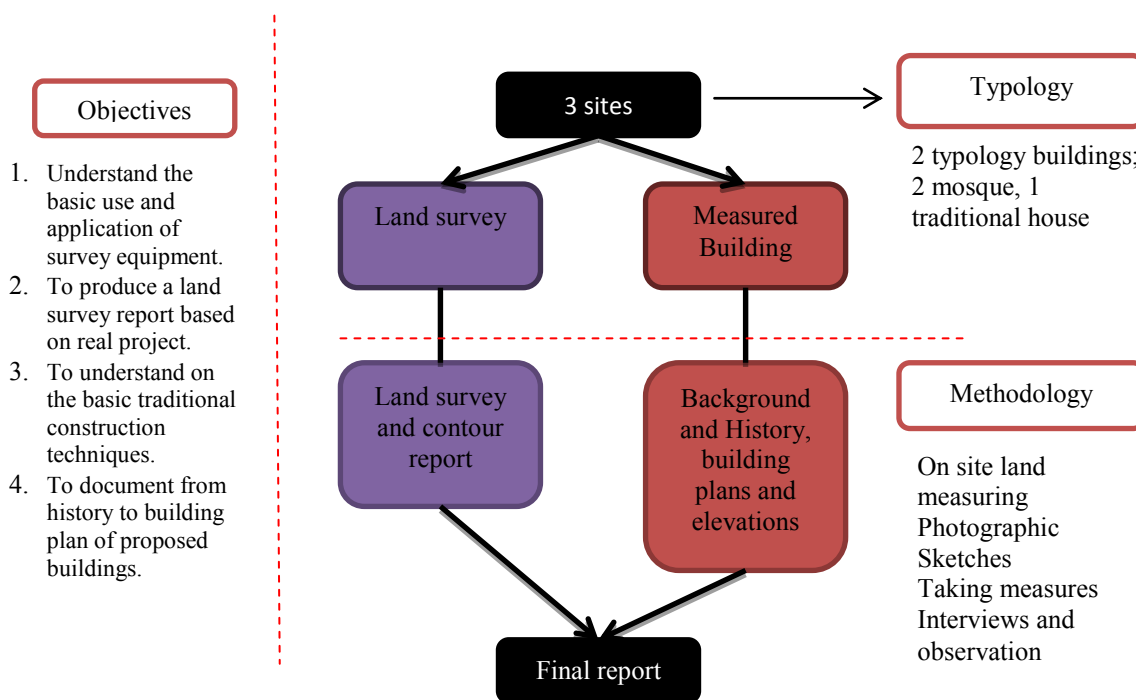 Objectives
1. Understand the
basic use and
application of
survey equipment.
2. To produce a land
survey report based
on real project.
3. To understand on
the basic traditional
construction
techniques.
4. To document from
history to building
plan of proposed
buildings.
3 sites
Typology
2 typology buildings;
2 mosque, 1
traditional house
Land survey
Measured
Building
Land survey
and contour
report
Background
and History,
building
plans and
elevations
Methodology
On site land
measuring
Photographic
Sketches
Taking measures
Interviews and
observation
Final report